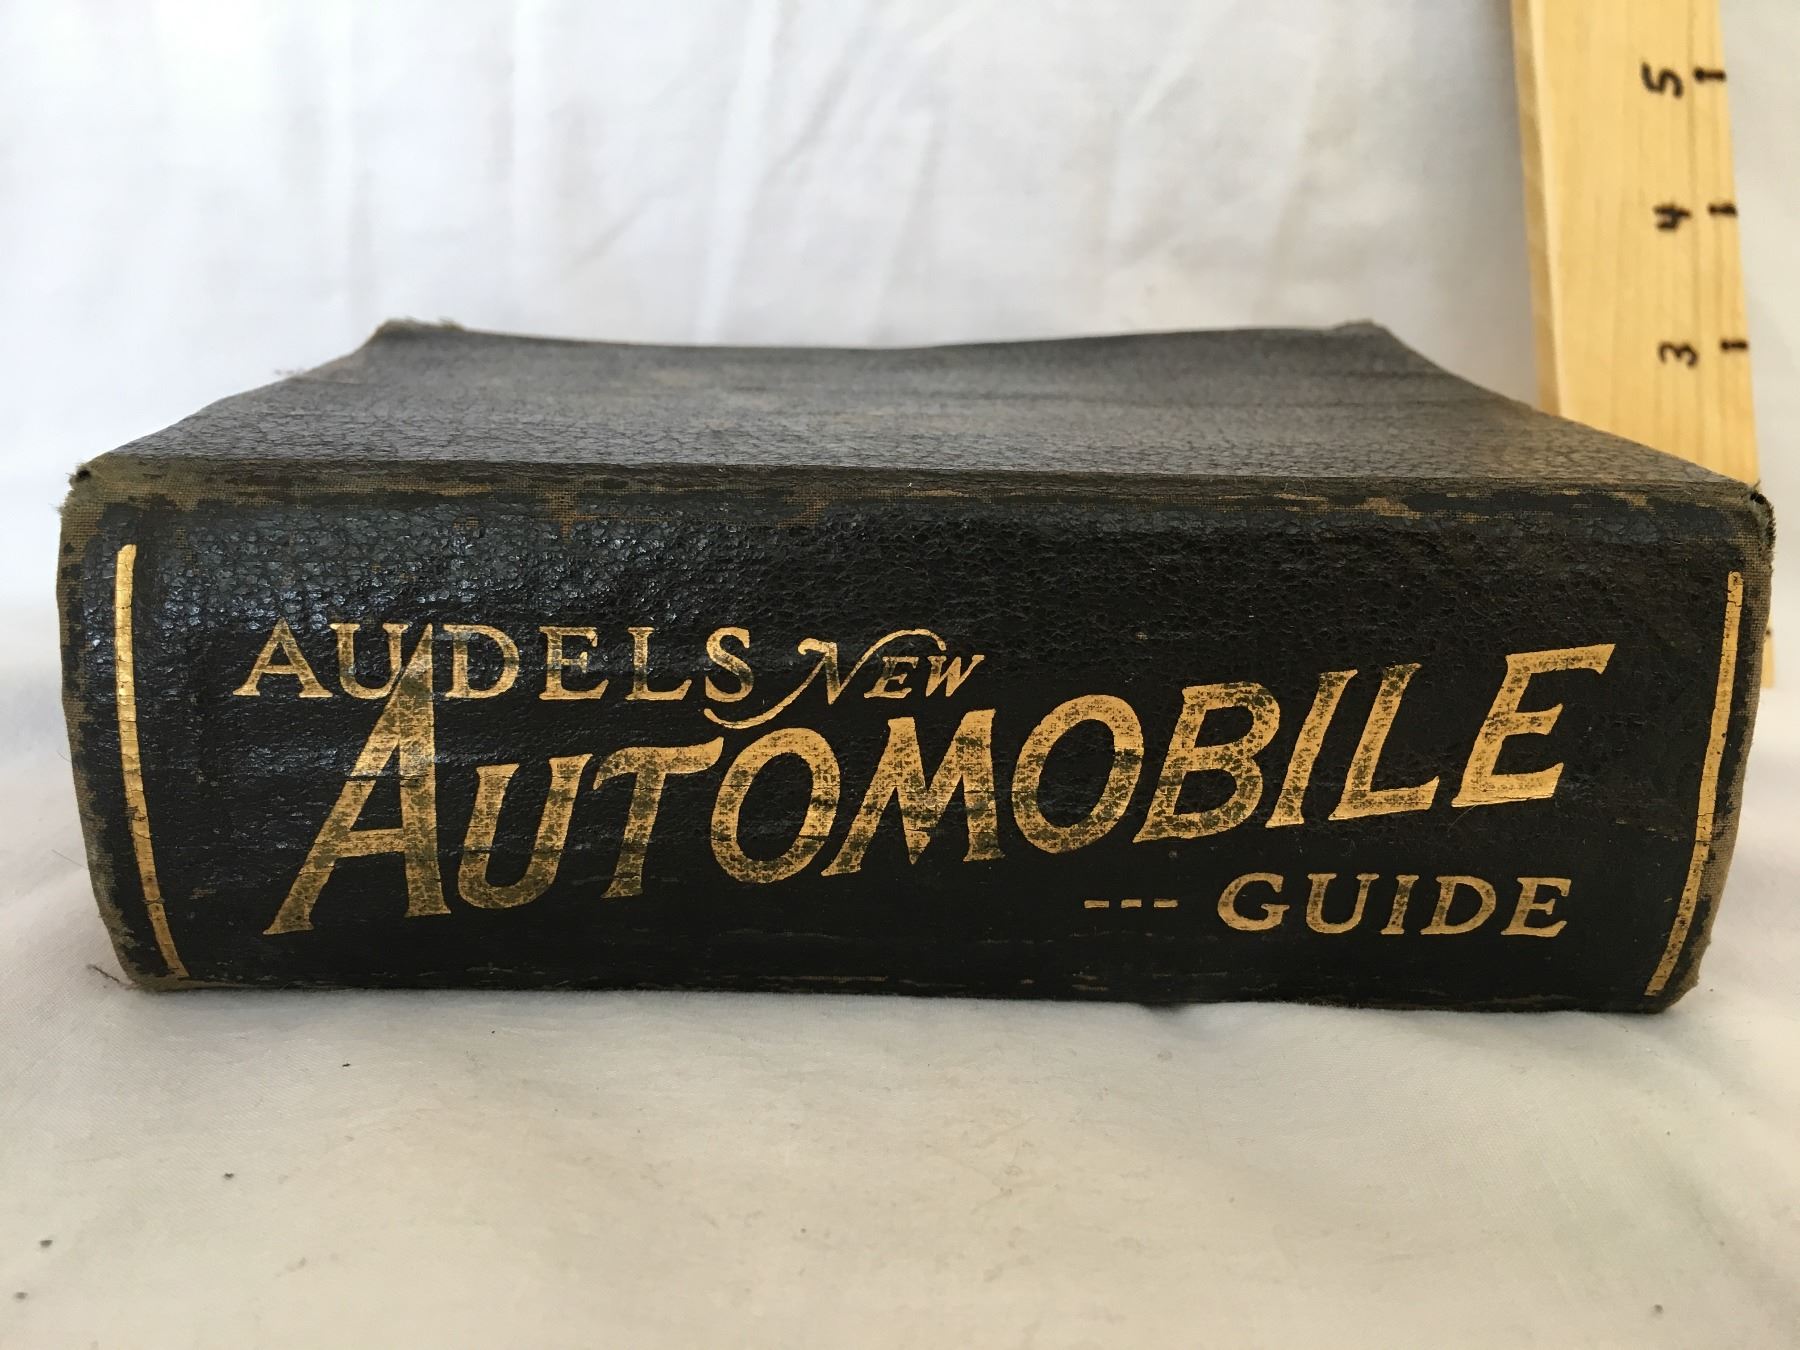 AUDELS NEW
AUTOMOBILE
--- GUIDE
5
4
3